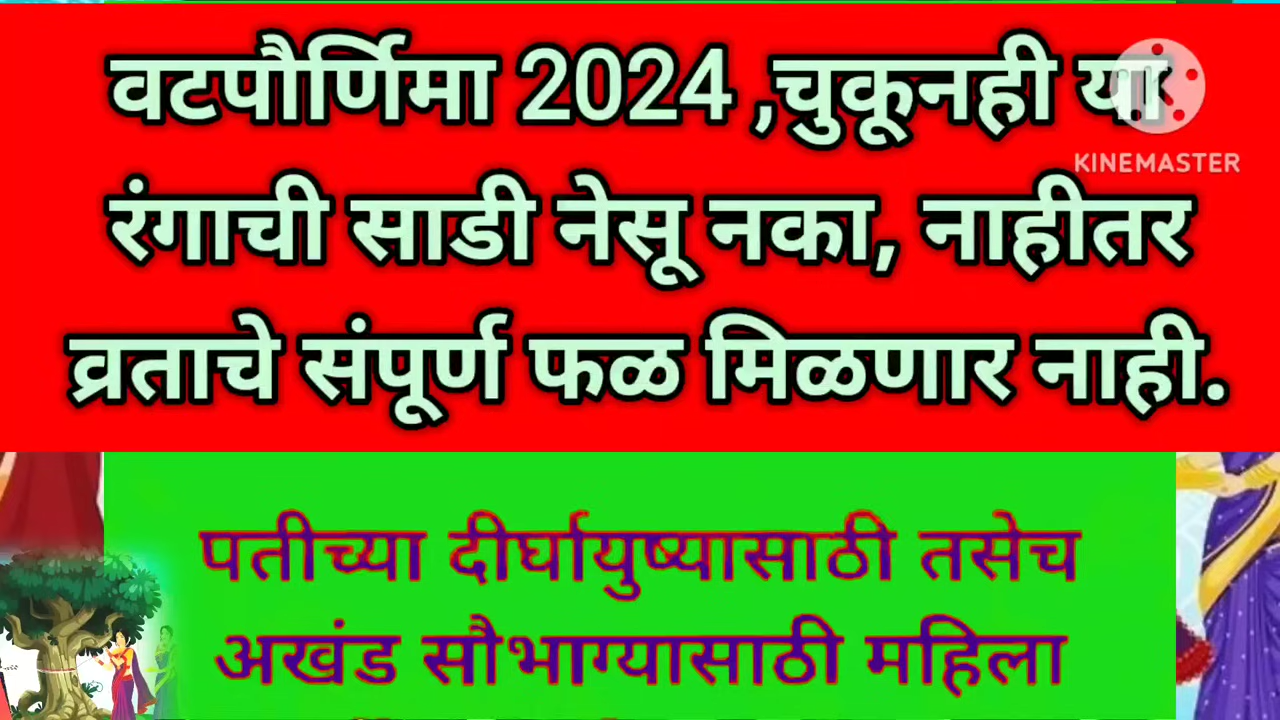 वटपौर्णिमा 2024 ,चुकूनही या
KINEMASTER
रंगाची साडी नेसू नका, नाहीतर
व्रताचे संपूर्ण फळ मिळणार नाही.
पतीच्या दीर्घायुष्यासाठी तसेच
अखंड सौभाग्यासाठी महिला